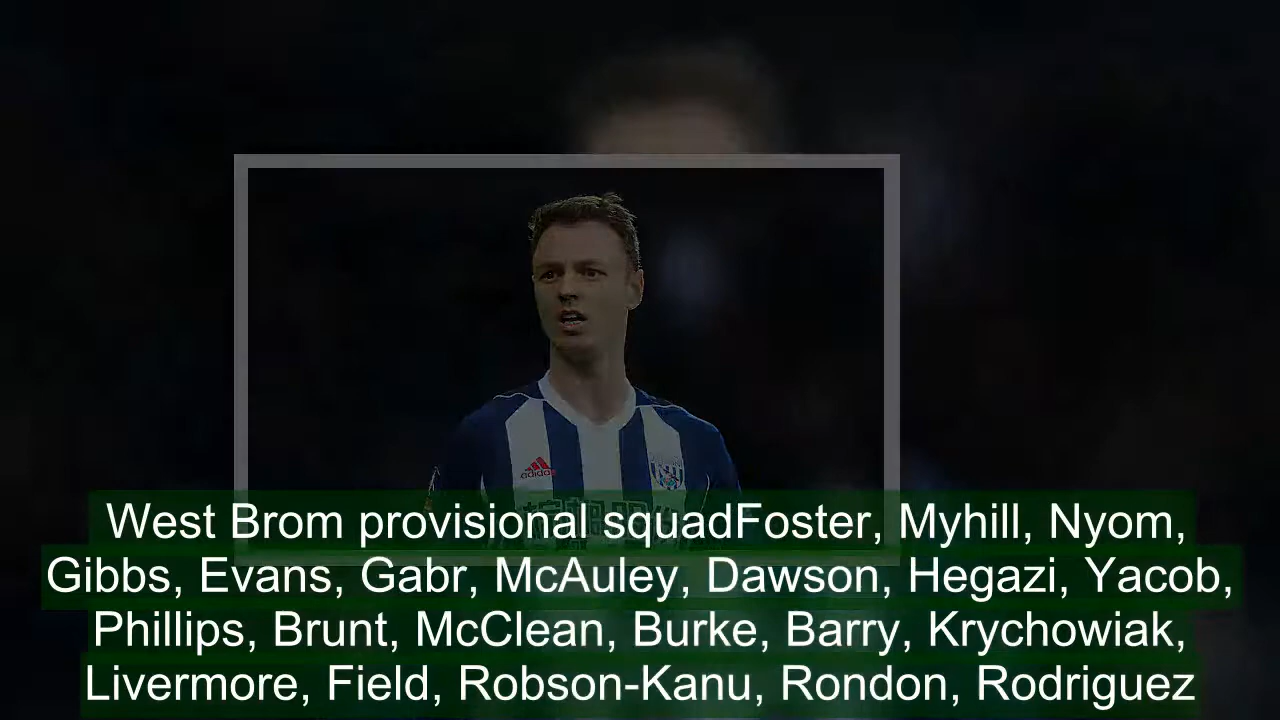 adidas
West Brom provisional squadFoster, Myhill, Nyom,
Gibbs, Evans, Gabr, McAuley, Dawson, Hegazi, Yacob,
Phillips, Brunt, McClean, Burke, Barry, Krychowiak,
Livermore, Field, Robson-Kanu, Rondon, Rodriguez